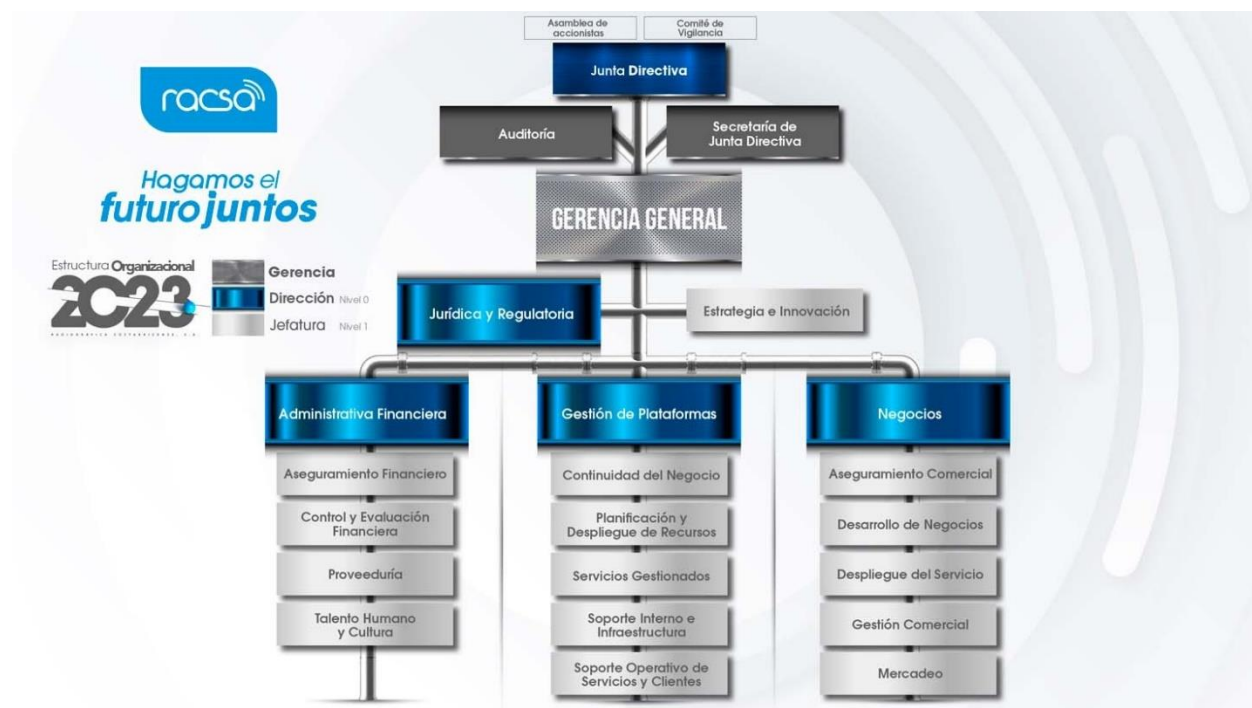 Asamblea de
accionistas
Comité de
Vigilancia
Junta Directiva
racsa
Auditoría
Secretaría de
Junta Directiva
Hagamos el
futuro juntos
GERENCIA GENERAL
Estructura Organizacional
2023
RADIOGRÁFICA COSTARRICENSE, S.A.
Gerencia
Dirección Nivel 0
Jefatura Nivel 1
Jurídica y Regulatoria
Estrategia e Innovación
Administrativa Financiera
Gestión de Plataformas
Negocios
Aseguramiento Financiero
Control y Evaluación
Financiera
Proveeduría
Talento Humano
y Cultura
Continuidad del Negocio
Planificación y
Despliegue de Recursos
Servicios Gestionados
Soporte Interno e
Infraestructura
Soporte Operativo de
Servicios y Clientes
Aseguramiento Comercial
Desarrollo de Negocios
Despliegue del Servicio
Gestión Comercial
Mercadeo